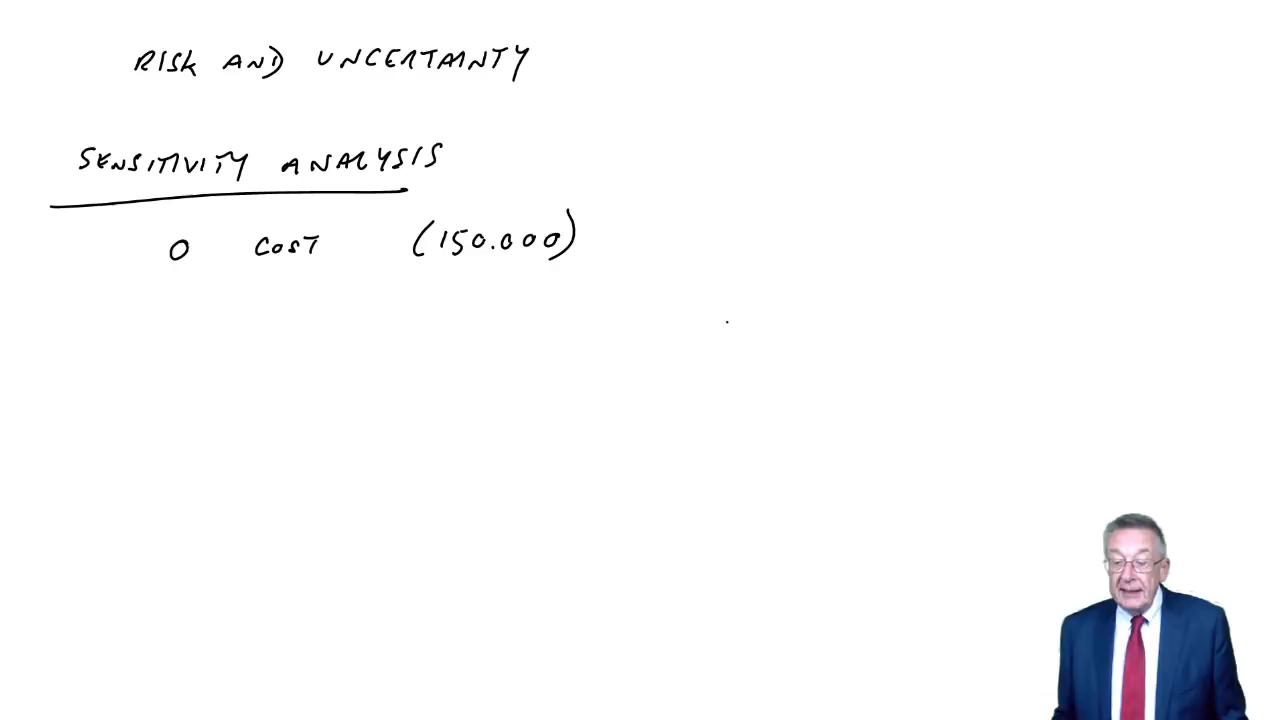 RISK AND UNCERTAINTY
SENSITIVITY ANALYSIS
0 COST (150.000)